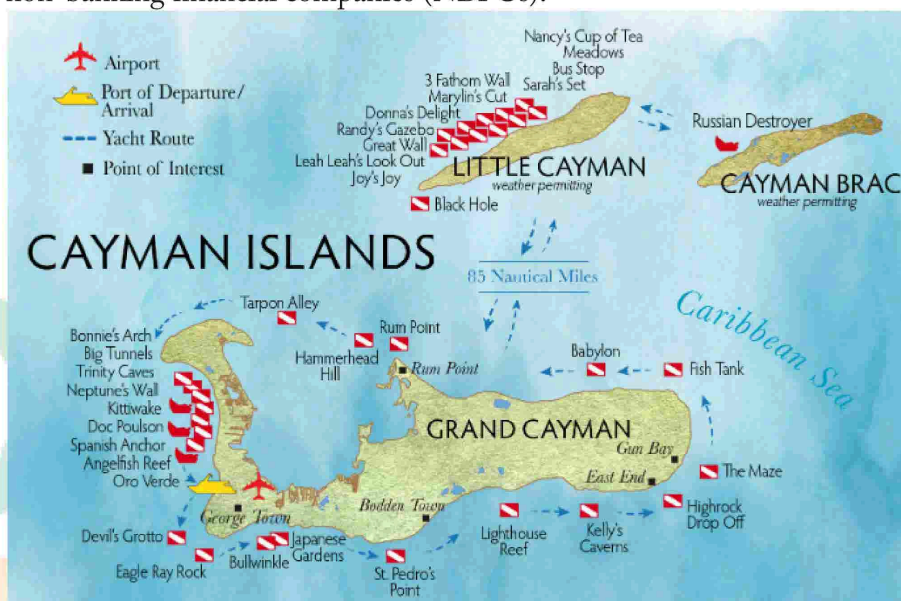 non-banking financial companies (NBFCs).
Airport
Port of Departure/
Arrival
Yacht Route
Point of Interest
Nancy's Cup of Tea
Meadows
Bus Stop
Sarah's Set
3 Fathom Wall
Marylin's Cut
Donna's Delight
Randy's Gazebo
Great Wall
Leah Leah's Look Out
Joy's Joy
LITTLE CAYMAN
weather permitting
Black Hole
Russian Destroyer
CAYMAN BRAC
weather permitting
CAYMAN ISLANDS
85 Nautical Miles
Caribbean Sea
Tarpon Alley
Rum Point
Hammerhead
Hill
Rum Point
Babylon
Fish Tank
Bonnie's Arch
Big Tunnels
Trinity Caves
Neptune's Wall
Kittiwake
Doc Poulson
Spanish Anchor
Angelfish Reef
Oro Verde
GRAND CAYMAN
Gun Bay
East End
The Maze
Highrock
Drop Off
George Town
Bodden Town
Devil's Grotto
Eagle Ray Rock
Bullwinkle
Japanese
Gardens
St. Pedro's
Point
Lighthouse
Reef
Kelly's
Caverns